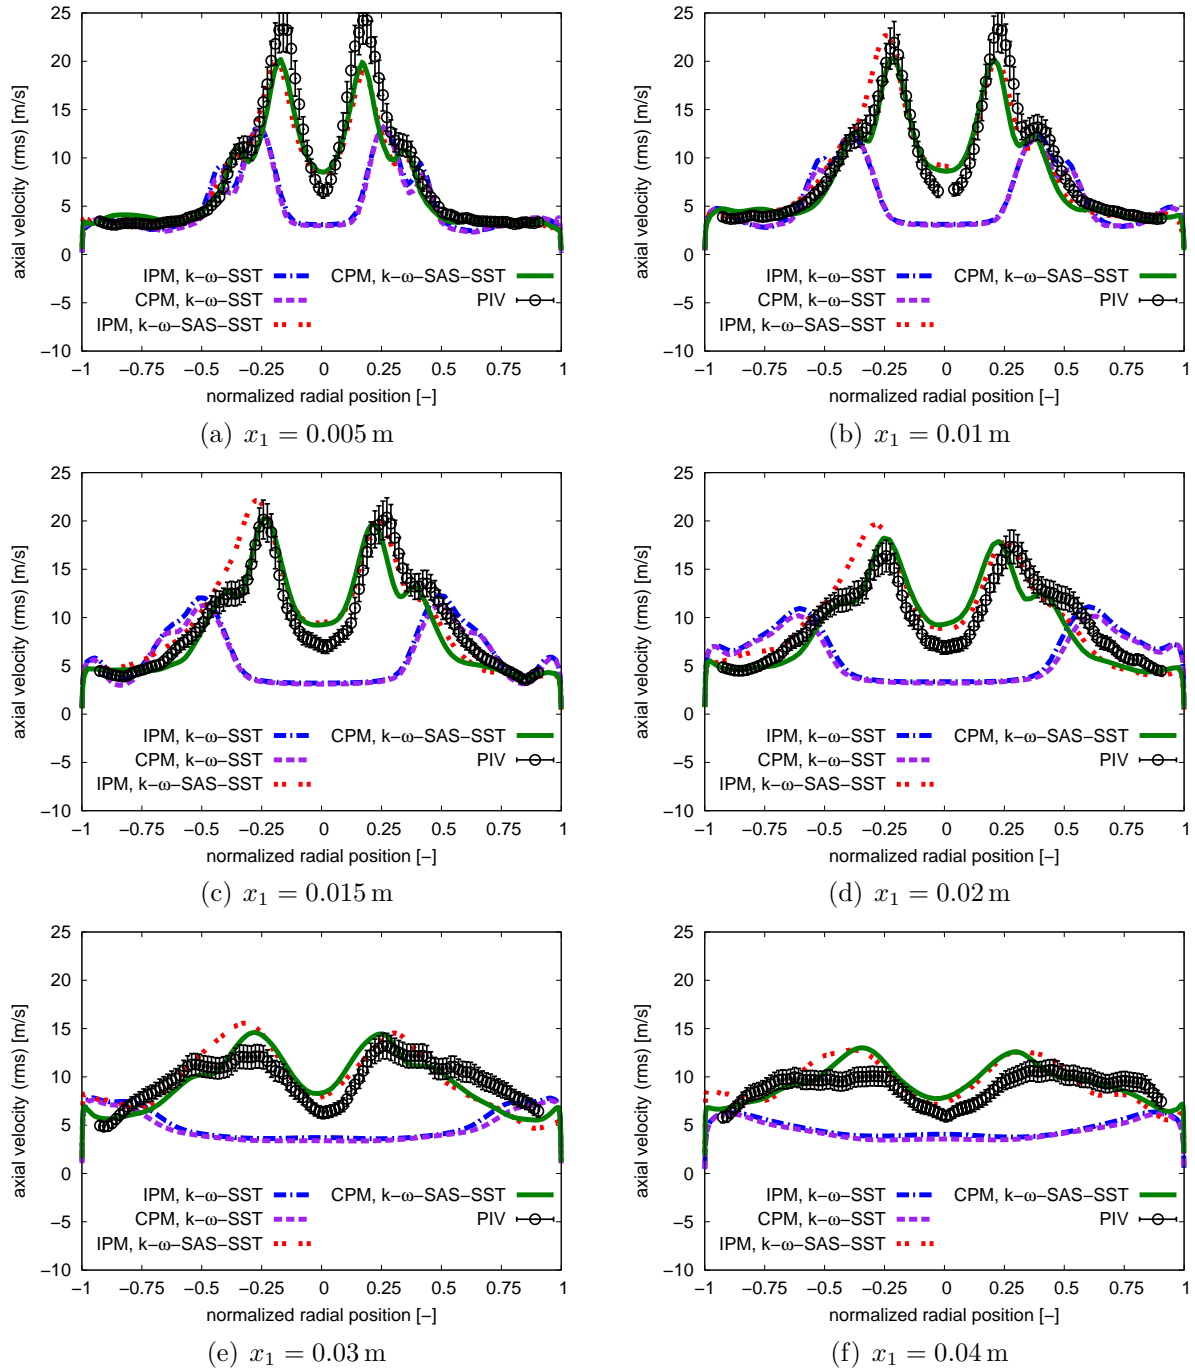 axial velocity (rms) [m/s]
25
20
15
10
5
0
−5
−10
IPM, k−ω−SST
CPM, k−ω−SST
IPM, k−ω−SAS−SST
CPM, k−ω−SAS−SST
PIV
−1 −0.75 −0.5 −0.25 0 0.25 0.5 0.75 1
normalized radial position [−]
(a) x₁ = 0.005 m
axial velocity (rms) [m/s]
25
20
15
10
5
0
−5
−10
IPM, k−ω−SST
CPM, k−ω−SST
IPM, k−ω−SAS−SST
CPM, k−ω−SAS−SST
PIV
−1 −0.75 −0.5 −0.25 0 0.25 0.5 0.75 1
normalized radial position [−]
(b) x₁ = 0.01 m
axial velocity (rms) [m/s]
25
20
15
10
5
0
−5
−10
IPM, k−ω−SST
CPM, k−ω−SST
IPM, k−ω−SAS−SST
CPM, k−ω−SAS−SST
PIV
−1 −0.75 −0.5 −0.25 0 0.25 0.5 0.75 1
normalized radial position [−]
(c) x₁ = 0.015 m
axial velocity (rms) [m/s]
25
20
15
10
5
0
−5
−10
IPM, k−ω−SST
CPM, k−ω−SST
IPM, k−ω−SAS−SST
CPM, k−ω−SAS−SST
PIV
−1 −0.75 −0.5 −0.25 0 0.25 0.5 0.75 1
normalized radial position [−]
(d) x₁ = 0.02 m
axial velocity (rms) [m/s]
25
20
15
10
5
0
−5
−10
IPM, k−ω−SST
CPM, k−ω−SST
IPM, k−ω−SAS−SST
CPM, k−ω−SAS−SST
PIV
−1 −0.75 −0.5 −0.25 0 0.25 0.5 0.75 1
normalized radial position [−]
(e) x₁ = 0.03 m
axial velocity (rms) [m/s]
25
20
15
10
5
0
−5
−10
IPM, k−ω−SST
CPM, k−ω−SST
IPM, k−ω−SAS−SST
CPM, k−ω−SAS−SST
PIV
−1 −0.75 −0.5 −0.25 0 0.25 0.5 0.75 1
normalized radial position [−]
(f) x₁ = 0.04 m